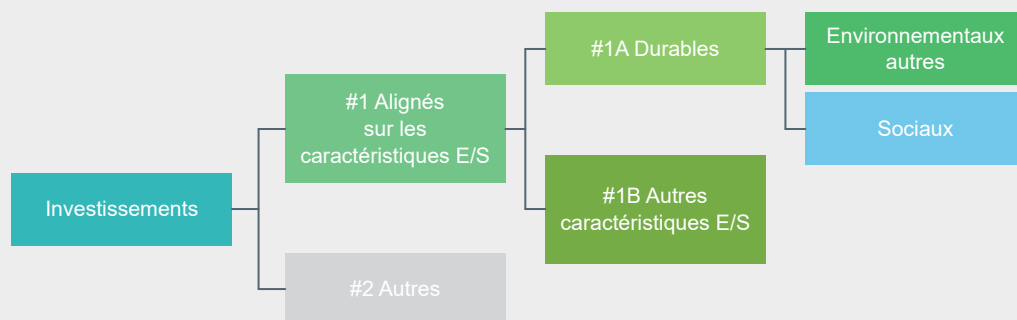 Investissements
#1 Alignés
sur les
caractéristiques E/S
#2 Autres
#1A Durables
#1B Autres
caractéristiques E/S
Environnementaux
autres
Sociaux